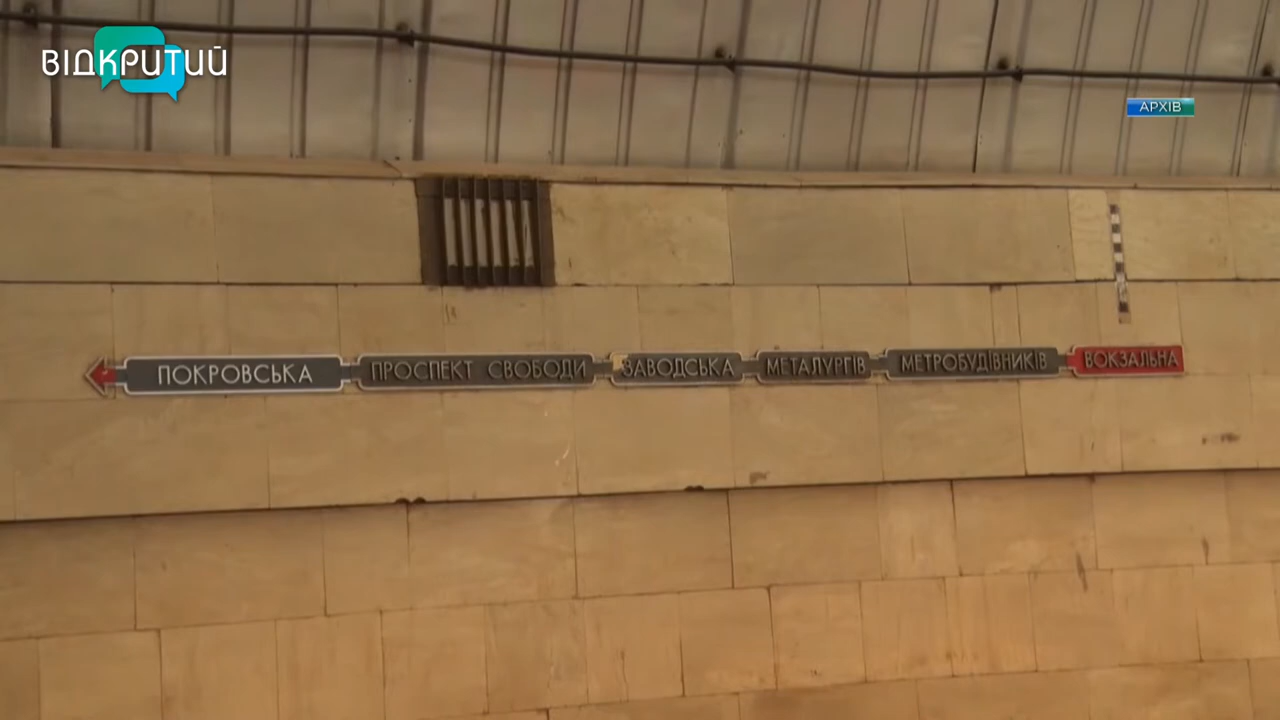 ВІДКРИТИЙ
АРХІВ
ПОКРОВСЬКА ПРОСПЕКТ СВОБОДИ ЗАВОДСЬКА МЕТАЛУРГІВ МЕТРОБУДІВНИКІВ ВОКЗАЛЬНА